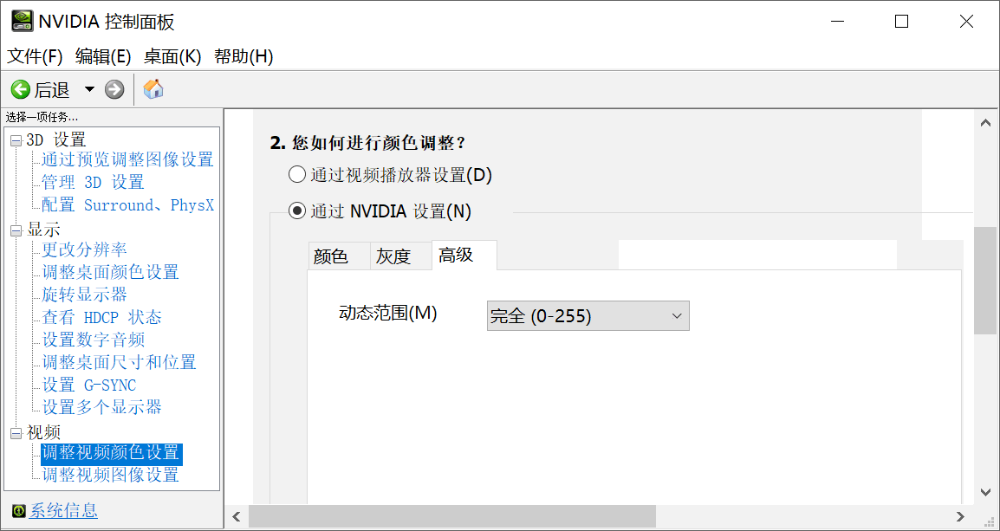 NVIDIA 控制面板
文件(F) 编辑(E) 桌面(K) 帮助(H)
后退
选择一项任务...
3D 设置
通过预览调整图像设置
管理 3D 设置
配置 Surround、PhysX
显示
更改分辨率
调整桌面颜色设置
旋转显示器
查看 HDCP 状态
设置数字音频
调整桌面尺寸和位置
设置 G-SYNC
设置多个显示器
视频
调整视频颜色设置
调整视频图像设置
系统信息
2. 您如何进行颜色调整?
通过视频播放器设置(D)
通过 NVIDIA 设置(N)
颜色 灰度 高级
动态范围(M) 完全 (0-255)